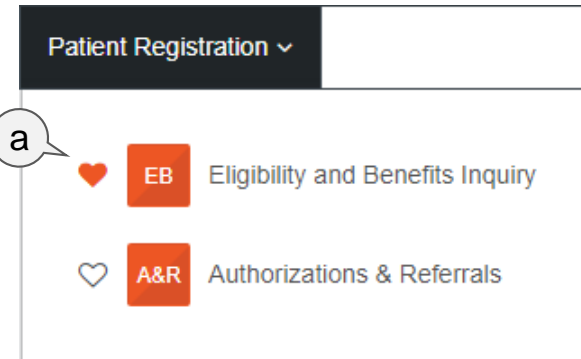 Patient Registration
a
EB Eligibility and Benefits Inquiry
A&R Authorizations & Referrals